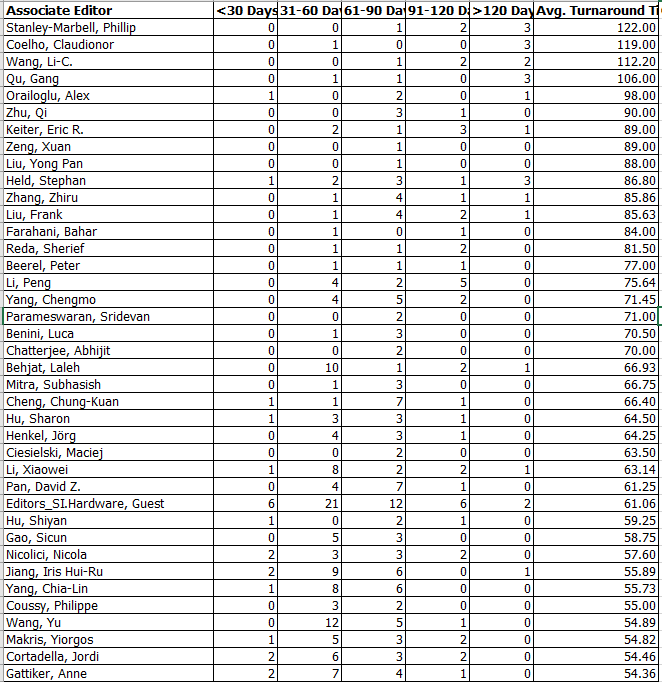 Associate Editor <30 Days 31-60 Da 61-90 Da 91-120 Da >120 Day Avg. Turnaround Ti
Stanley-Marbell, Phillip 0 0 1 2 3 122.00
Coelho, Claudionor 0 1 0 0 3 119.00
Wang, Li-C. 0 0 1 2 2 112.20
Qu, Gang 0 1 1 0 3 106.00
Orailoglu, Alex 1 0 2 0 1 98.00
Zhu, Qi 0 0 3 1 0 90.00
Keiter, Eric R. 0 2 1 3 1 89.00
Zeng, Xuan 0 0 1 0 0 89.00
Liu, Yong Pan 0 0 1 0 0 88.00
Held, Stephan 1 2 3 1 3 86.80
Zhang, Zhiru 0 1 4 1 1 85.86
Liu, Frank 0 1 4 2 1 85.63
Farahani, Bahar 0 1 0 1 0 84.00
Reda, Sherief 0 1 1 2 0 81.50
Beerel, Peter 0 1 1 1 0 77.00
Li, Peng 0 4 2 5 0 75.64
Yang, Chengmo 0 4 5 2 0 71.45
Parameswaran, Sridevan 0 0 2 0 0 71.00
Benini, Luca 0 1 3 0 0 70.50
Chatterjee, Abhijit 0 0 2 0 0 70.00
Behjat, Laleh 0 10 1 2 1 66.93
Mitra, Subhasish 0 1 3 0 0 66.75
Cheng, Chung-Kuan 1 1 7 1 0 66.40
Hu, Sharon 1 3 3 1 0 64.50
Henkel, Jörg 0 4 3 1 0 64.25
Ciesielski, Maciej 0 0 2 0 0 63.50
Li, Xiaowei 1 8 2 2 1 63.14
Pan, David Z. 0 4 7 1 0 61.25
Editors_SI.Hardware, Guest 6 21 12 6 2 61.06
Hu, Shiyan 1 0 2 1 0 59.25
Gao, Sicun 0 5 3 0 0 58.75
Nicolici, Nicola 2 3 3 2 0 57.60
Jiang, Iris Hui-Ru 2 9 6 0 1 55.89
Yang, Chia-Lin 1 8 6 0 0 55.73
Coussy, Philippe 0 3 2 0 0 55.00
Wang, Yu 0 12 5 1 0 54.89
Makris, Yiorgos 1 5 3 2 0 54.82
Cortadella, Jordi 2 6 3 2 0 54.46
Gattiker, Anne 2 7 4 1 0 54.36